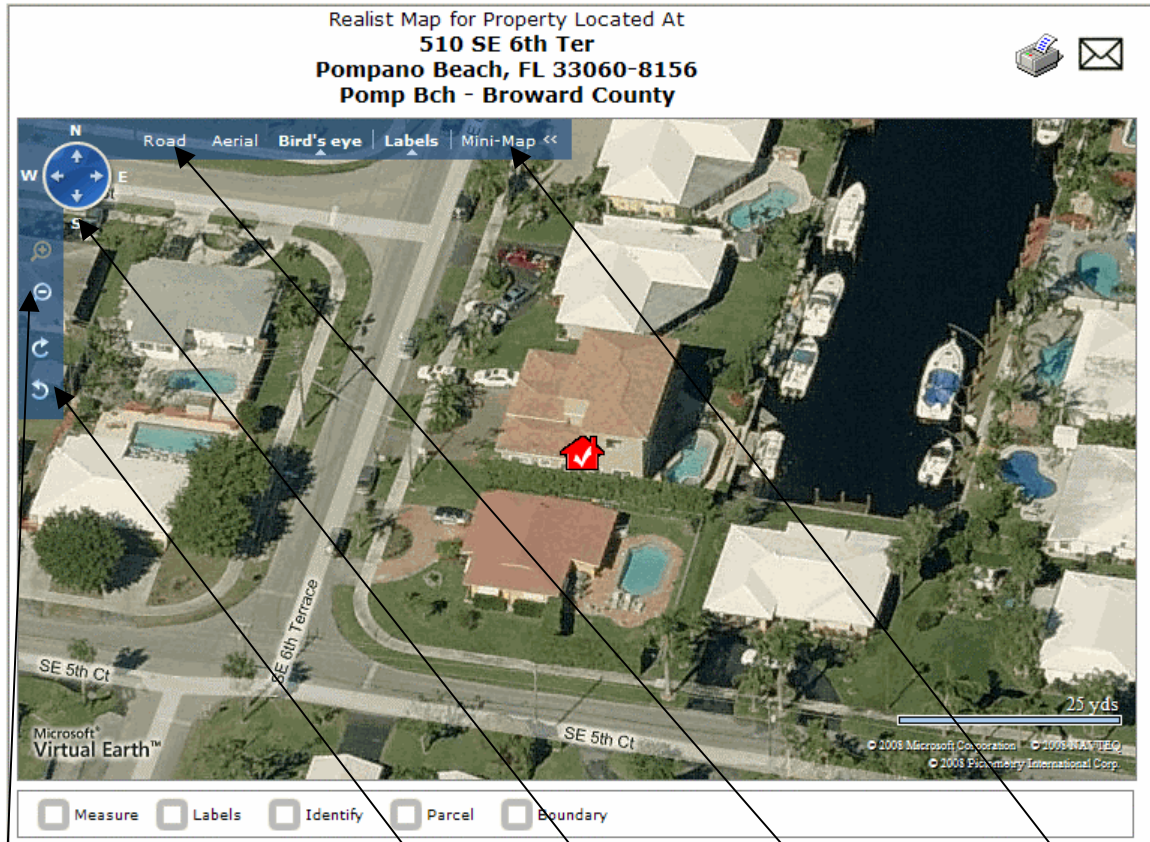 Realist Map for Property Located At
510 SE 6th Ter
Pompano Beach, FL 33060-8156
Pomp Bch - Broward County
N
Road Aerial Bird's eye Labels Mini-Map <<
W E
S
SE 6th Terrace
SE 5th Ct
25 yds
Microsoft®
Virtual Earth™
SE 5th Ct
© 2008 Microsoft Corporation © 2008 NAVTEQ
© 2008 Pictometry International Corp.
Measure Labels Identify Parcel Boundary